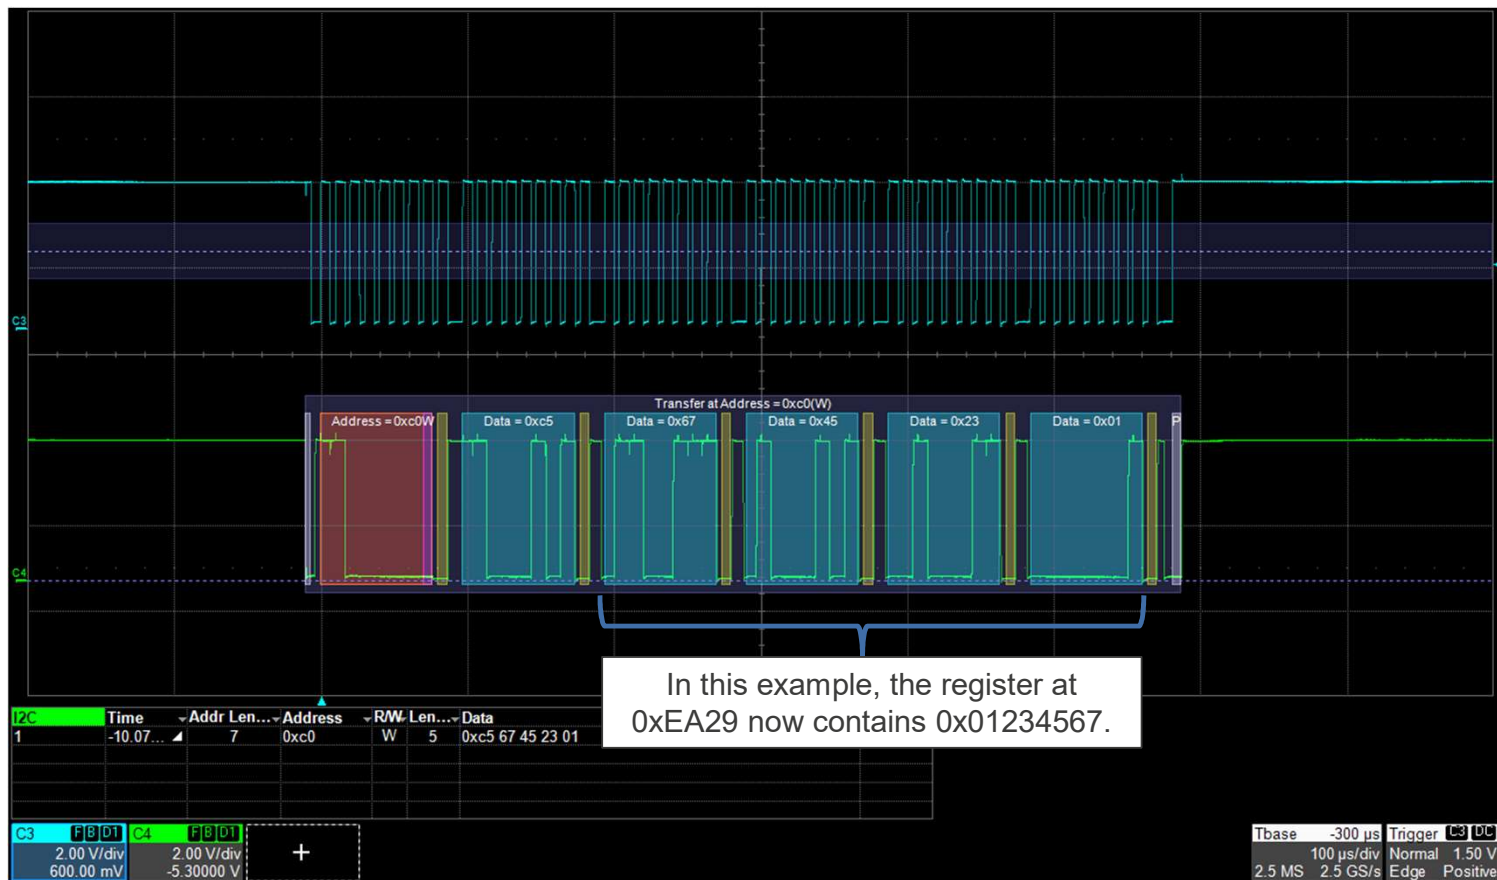 C3
Transfer at Address =0xc0(W)
Address =0xc0W
Data = 0xc5
Data = 0x67
Data = 0x45
Data = 0x23
Data = 0x01
P
C4
In this example, the register at
0xEA29 now contains 0x01234567.
I2C Time Addr Len... Address R/W Len... Data
1 -10.07... 7 0xc0 W 5 0xc5 67 45 23 01
C3 F B D1
2.00 V/div
600.00 mV
C4 F B D1
2.00 V/div
-5.30000 V
+
Tbase -300 µs
100 µs/div
2.5 MS 2.5 GS/s
Trigger C3 DC
Normal 1.50 V
Edge Positive